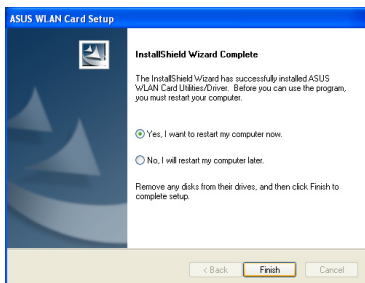 ASUS WLAN Card Setup
InstallShield Wizard Complete
The InstallShield Wizard has successfully installed ASUS
WLAN Card Utilities/Driver. Before you can use the program,
you must restart your computer.
Yes, I want to restart my computer now.
No, I will restart my computer later.
Remove any disks from their drives, and then click Finish to
complete setup.
< Back Finish Cancel